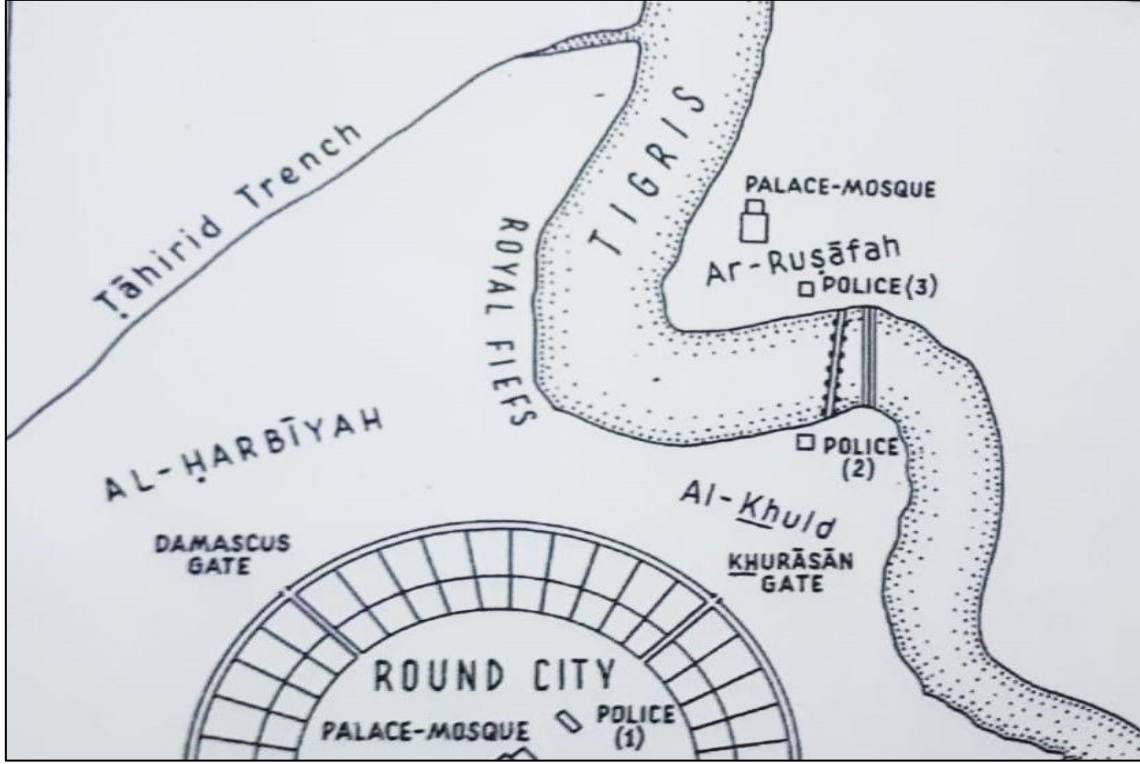 Ṭāhirid Trench
TIGRIS
PALACE-MOSQUE
Ar-Ruṣāfah
POLICE (3)
ROYAL FIEFS
AL-ḤARBĪYAH
POLICE
(2)
Al-Khuld
DAMASCUS
GATE
KHURĀSĀN
GATE
ROUND CITY
PALACE-MOSQUE
POLICE
(1)